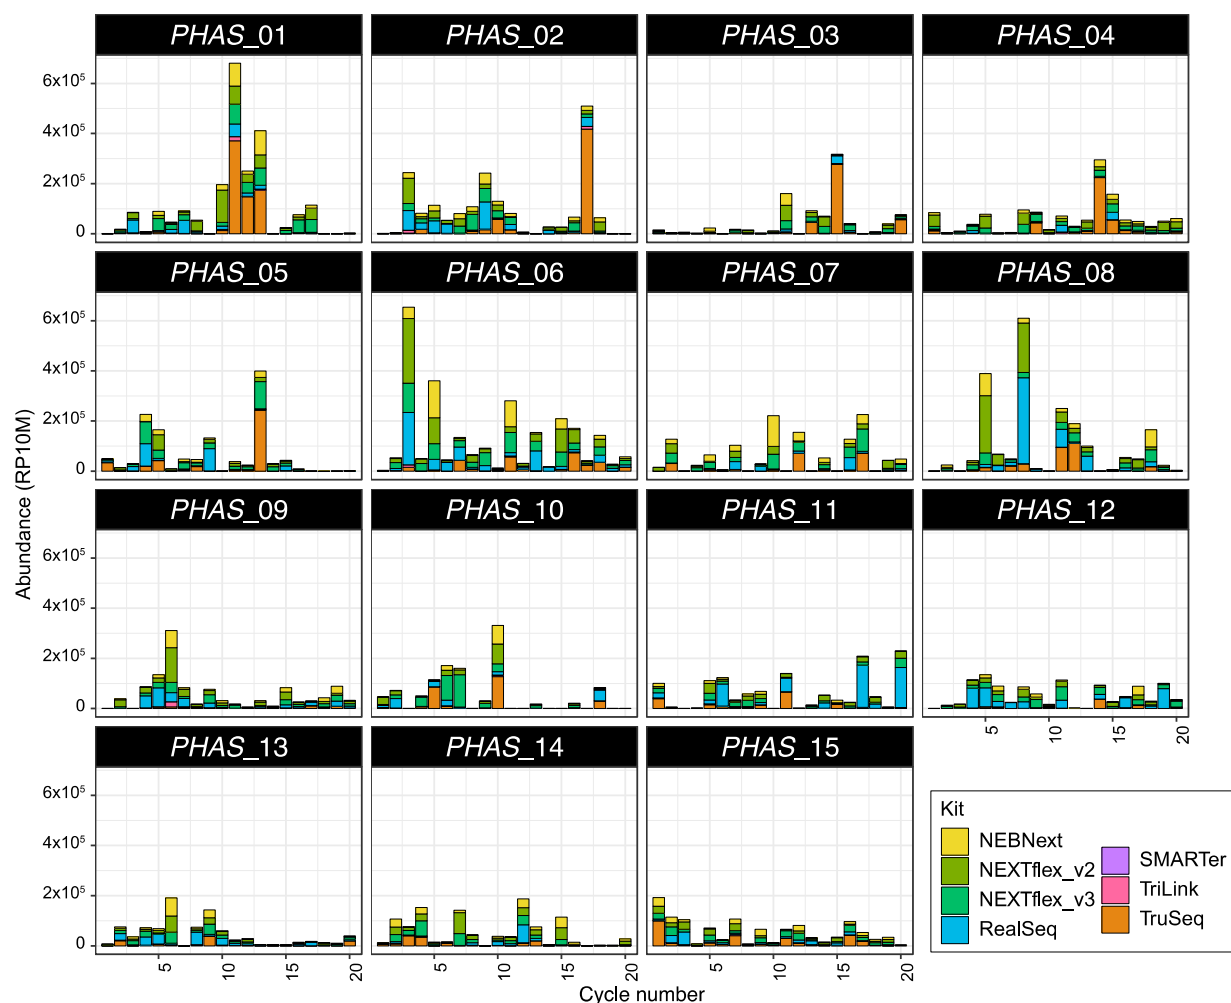 PHAS_01 PHAS_02 PHAS_03 PHAS_04
6x10⁵
4x10⁵
2x10⁵
0
PHAS_05 PHAS_06 PHAS_07 PHAS_08
6x10⁵
4x10⁵
2x10⁵
0
Abundance (RP10M)
PHAS_09 PHAS_10 PHAS_11 PHAS_12
6x10⁵
4x10⁵
2x10⁵
0
5 10 15 20
PHAS_13 PHAS_14 PHAS_15
6x10⁵
4x10⁵
2x10⁵
0
5 10 15 20 5 10 15 20 5 10 15 20
Cycle number
Kit
NEBNext
NEXTflex_v2
NEXTflex_v3
RealSeq
SMARTer
TriLink
TruSeq